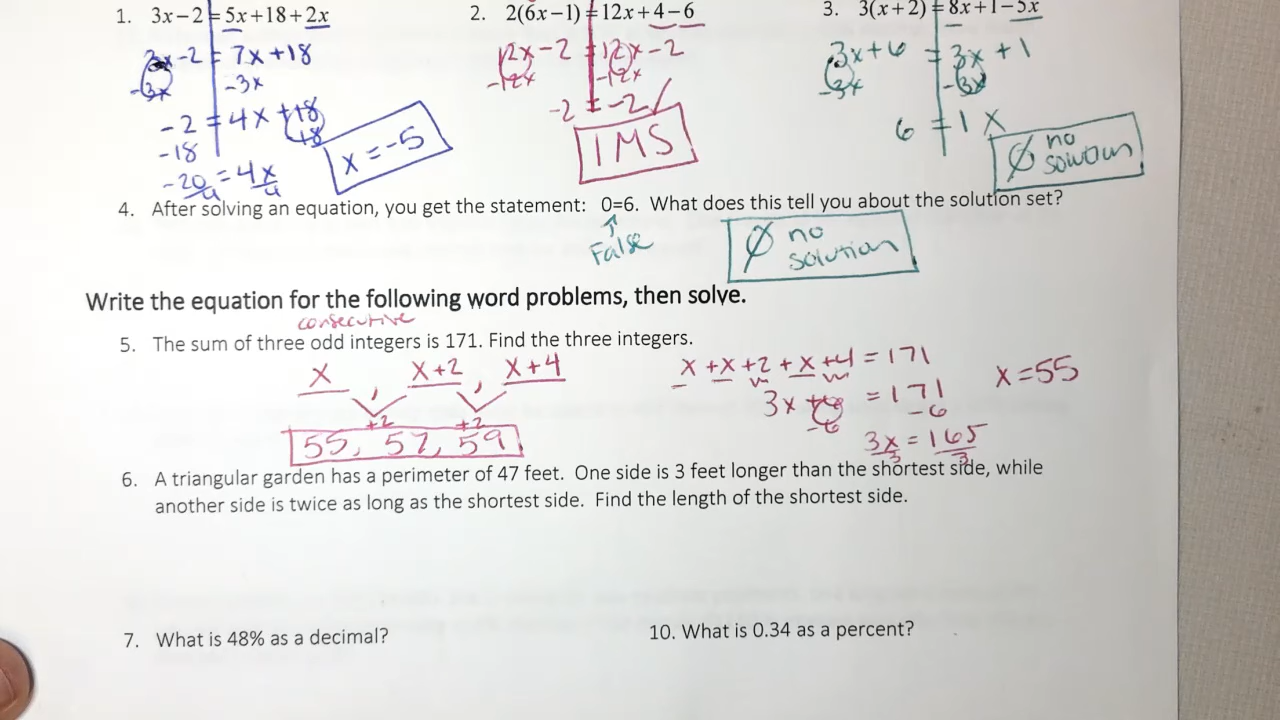 1. 3x−2=5x+18+2x
3x-2 = 7x+18
-3x -3x
-2 = 4x +18
-18 -18
-20/4 = 4x/4
x = -5
2. 2(6x−1)=12x+4−6
12x-2 = 12x-2
-12x -12x
-2 = -2 ✓
IMS
3. 3(x+2)=8x+1−5x
3x+6 = 3x+1
-3x -3x
6 = 1 X
∅ no
solution
4. After solving an equation, you get the statement: 0=6. What does this tell you about the solution set?
↑
False
∅ no
solution
Write the equation for the following word problems, then solve.
consecutive
5. The sum of three odd integers is 171. Find the three integers.
x , x+2 , x+4
+2 +2
55, 57, 59
x +x +2 +x +4 = 171
3x +6 = 171
-6 -6
3x/3 = 165/3
x=55
6. A triangular garden has a perimeter of 47 feet. One side is 3 feet longer than the shortest side, while
another side is twice as long as the shortest side. Find the length of the shortest side.
7. What is 48% as a decimal?
10. What is 0.34 as a percent?